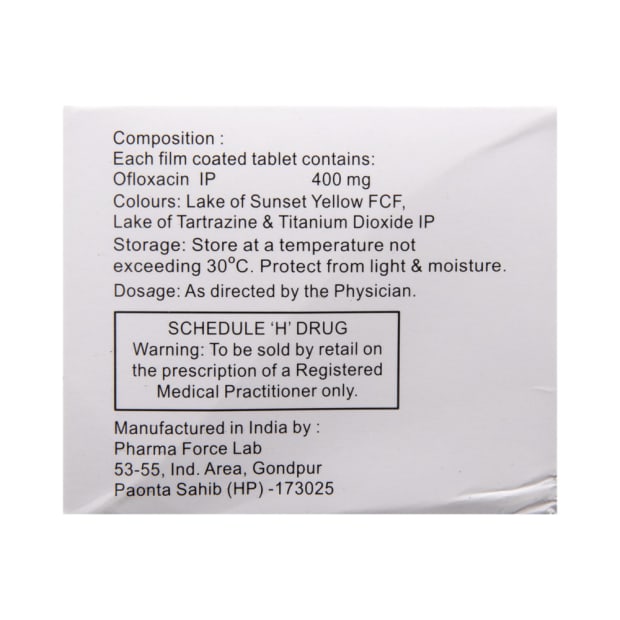 Composition :
Each film coated tablet contains:
Ofloxacin IP 400 mg
Colours: Lake of Sunset Yellow FCF,
Lake of Tartrazine & Titanium Dioxide IP
Storage: Store at a temperature not
exceeding 30°C. Protect from light & moisture.
Dosage: As directed by the Physician.
SCHEDULE ‘H’ DRUG
Warning: To be sold by retail on
the prescription of a Registered
Medical Practitioner only.
Manufactured in India by :
Pharma Force Lab
53-55, Ind. Area, Gondpur
Paonta Sahib (HP) -173025